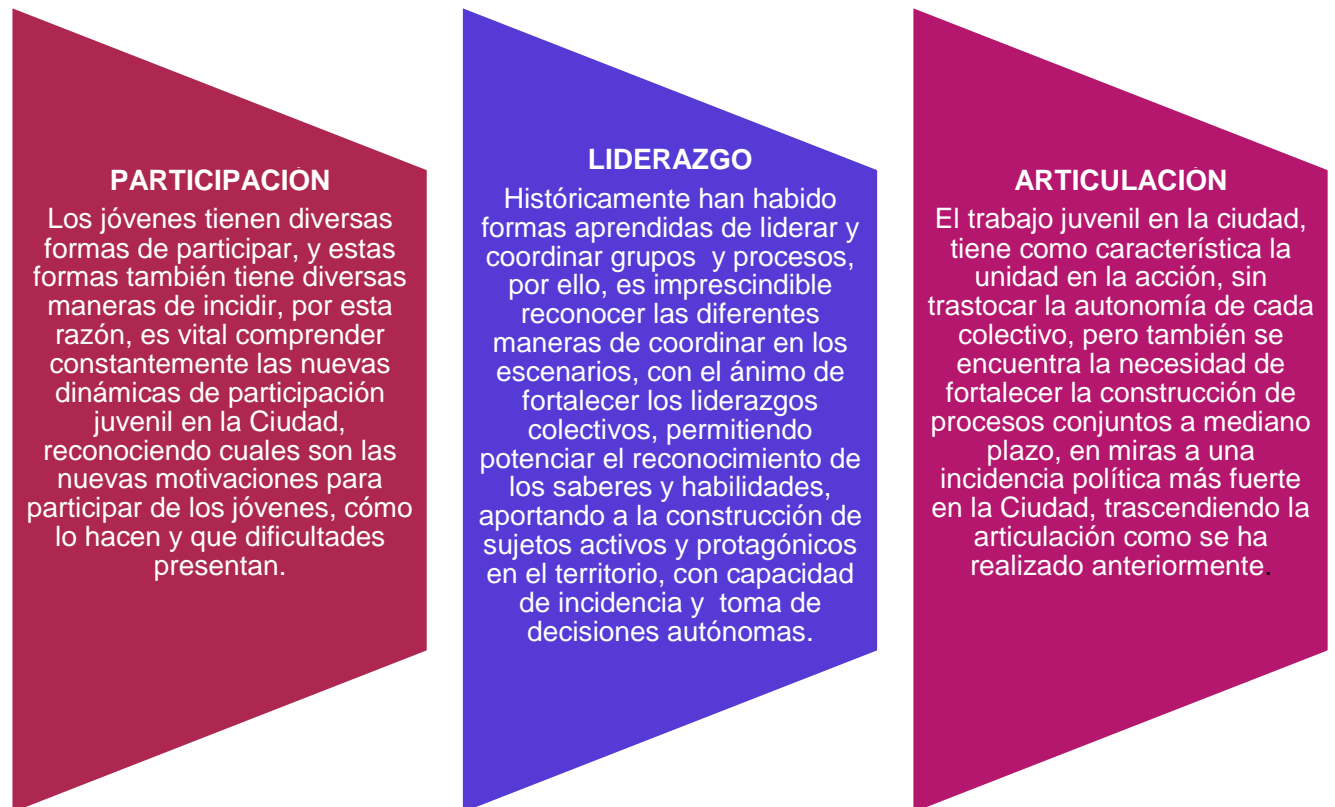 PARTICIPACIÓN
Los jóvenes tienen diversas
formas de participar, y estas
formas también tiene diversas
maneras de incidir, por esta
razón, es vital comprender
constantemente las nuevas
dinámicas de participación
juvenil en la Ciudad,
reconociendo cuales son las
nuevas motivaciones para
participar de los jóvenes, cómo
lo hacen y que dificultades
presentan.
LIDERAZGO
Históricamente han habido
formas aprendidas de liderar y
coordinar grupos  y procesos,
por ello, es imprescindible
reconocer las diferentes
maneras de coordinar en los
escenarios, con el ánimo de
fortalecer los liderazgos
colectivos, permitiendo
potenciar el reconocimiento de
los saberes y habilidades,
aportando a la construcción de
sujetos activos y protagónicos
en el territorio, con capacidad
de incidencia y  toma de
decisiones autónomas.
ARTICULACIÓN
El trabajo juvenil en la ciudad,
tiene como característica la
unidad en la acción, sin
trastocar la autonomía de cada
colectivo, pero también se
encuentra la necesidad de
fortalecer la construcción de
procesos conjuntos a mediano
plazo, en miras a una
incidencia política más fuerte
en la Ciudad, trascendiendo la
articulación como se ha
realizado anteriormente.